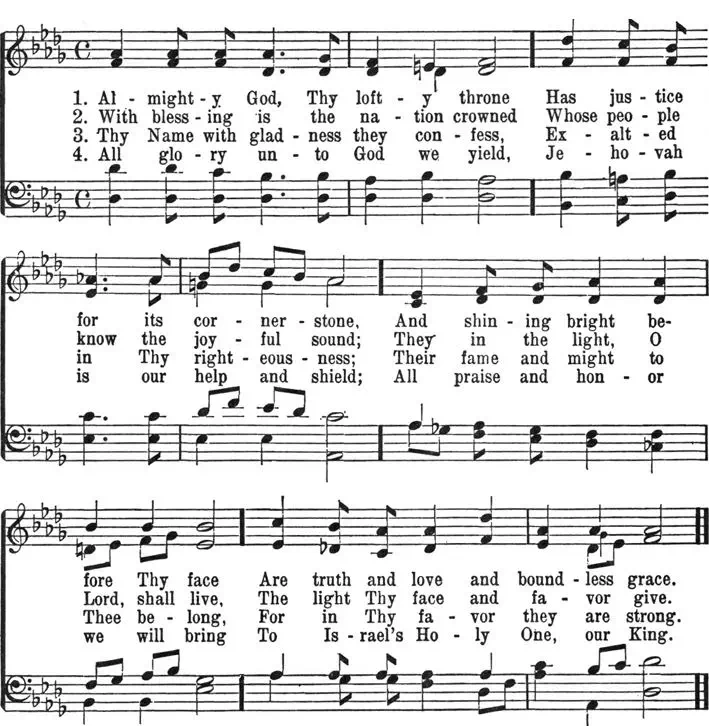 1. Al - might - y God, Thy loft - y throne Has jus - tice
2. With bless - ing is the na - tion crowned Whose peo - ple
3. Thy Name with glad - ness they con - fess, Ex - alt - ed
4. All glo - ry un - to God we yield, Je - ho - vah
for its cor - ner - stone, And shin - ing bright be-
know the joy - ful sound; They in the light, O
in Thy right - eous - ness; Their fame and might to
is our help and shield; All praise and hon - or
fore Thy face Are truth and love and bound - less grace.
Lord, shall live, The light Thy face and fa - vor give.
Thee be - long, For in Thy fa - vor they are strong.
we will bring To Is - rael's Ho - ly One, our King.